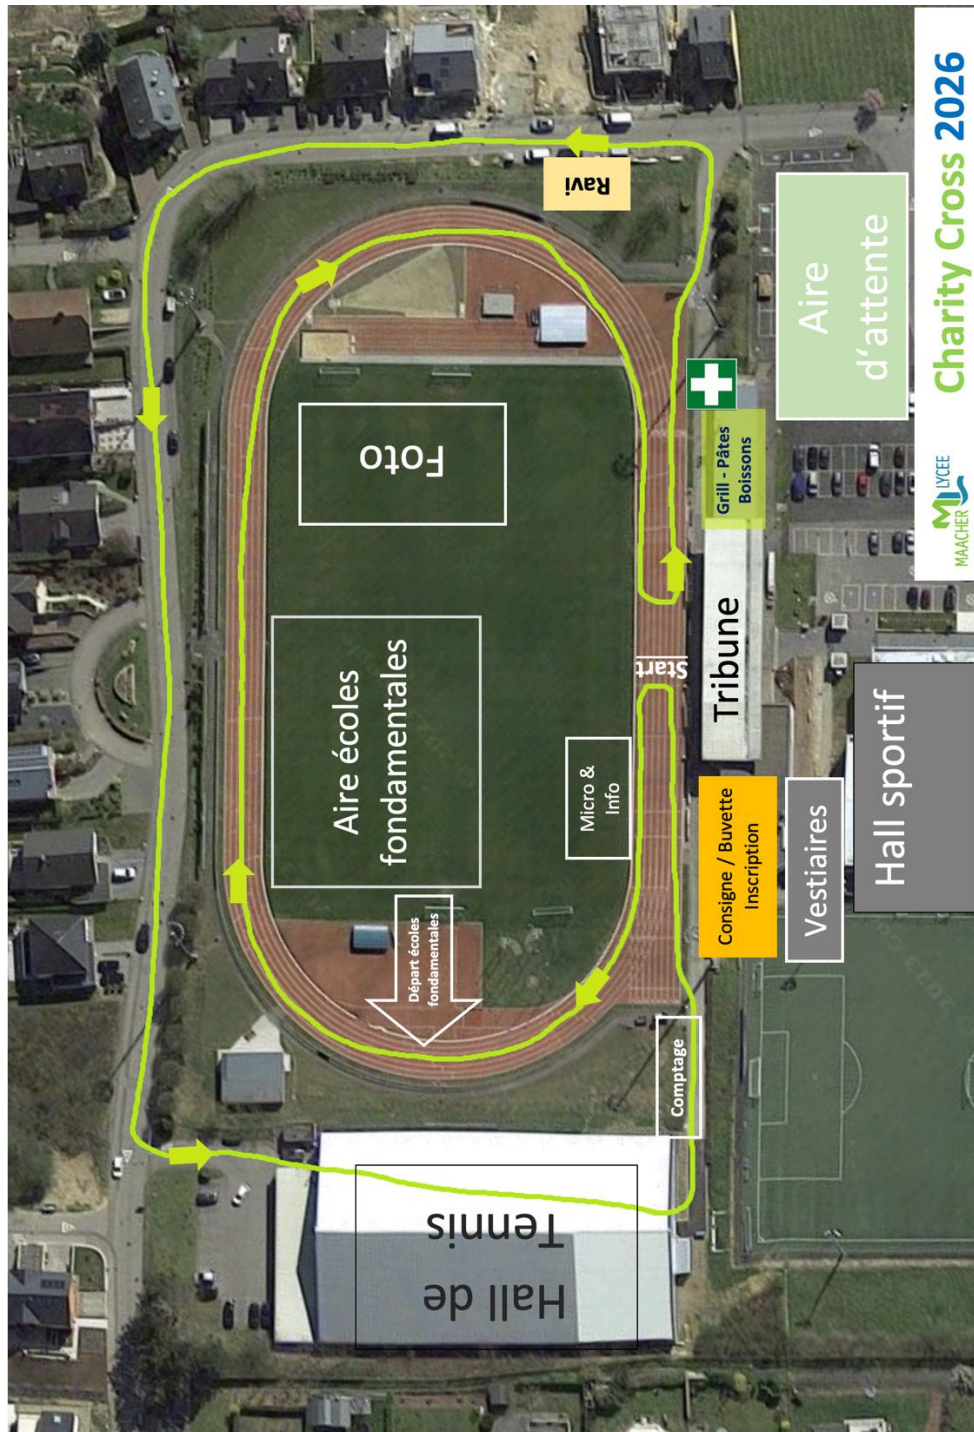 Charity Cross 2026
MAACHER
LYCEE
ML
Ravi
Aire
d'attente
Foto
Grill - Pâtes
Boissons
Aire écoles
fondamentales
Start
Tribune
Micro &
Info
Consigne / Buvette
Inscription
Vestiaires
Hall sportif
Départ écoles
fondamentales
Comptage
Hall de
Tennis